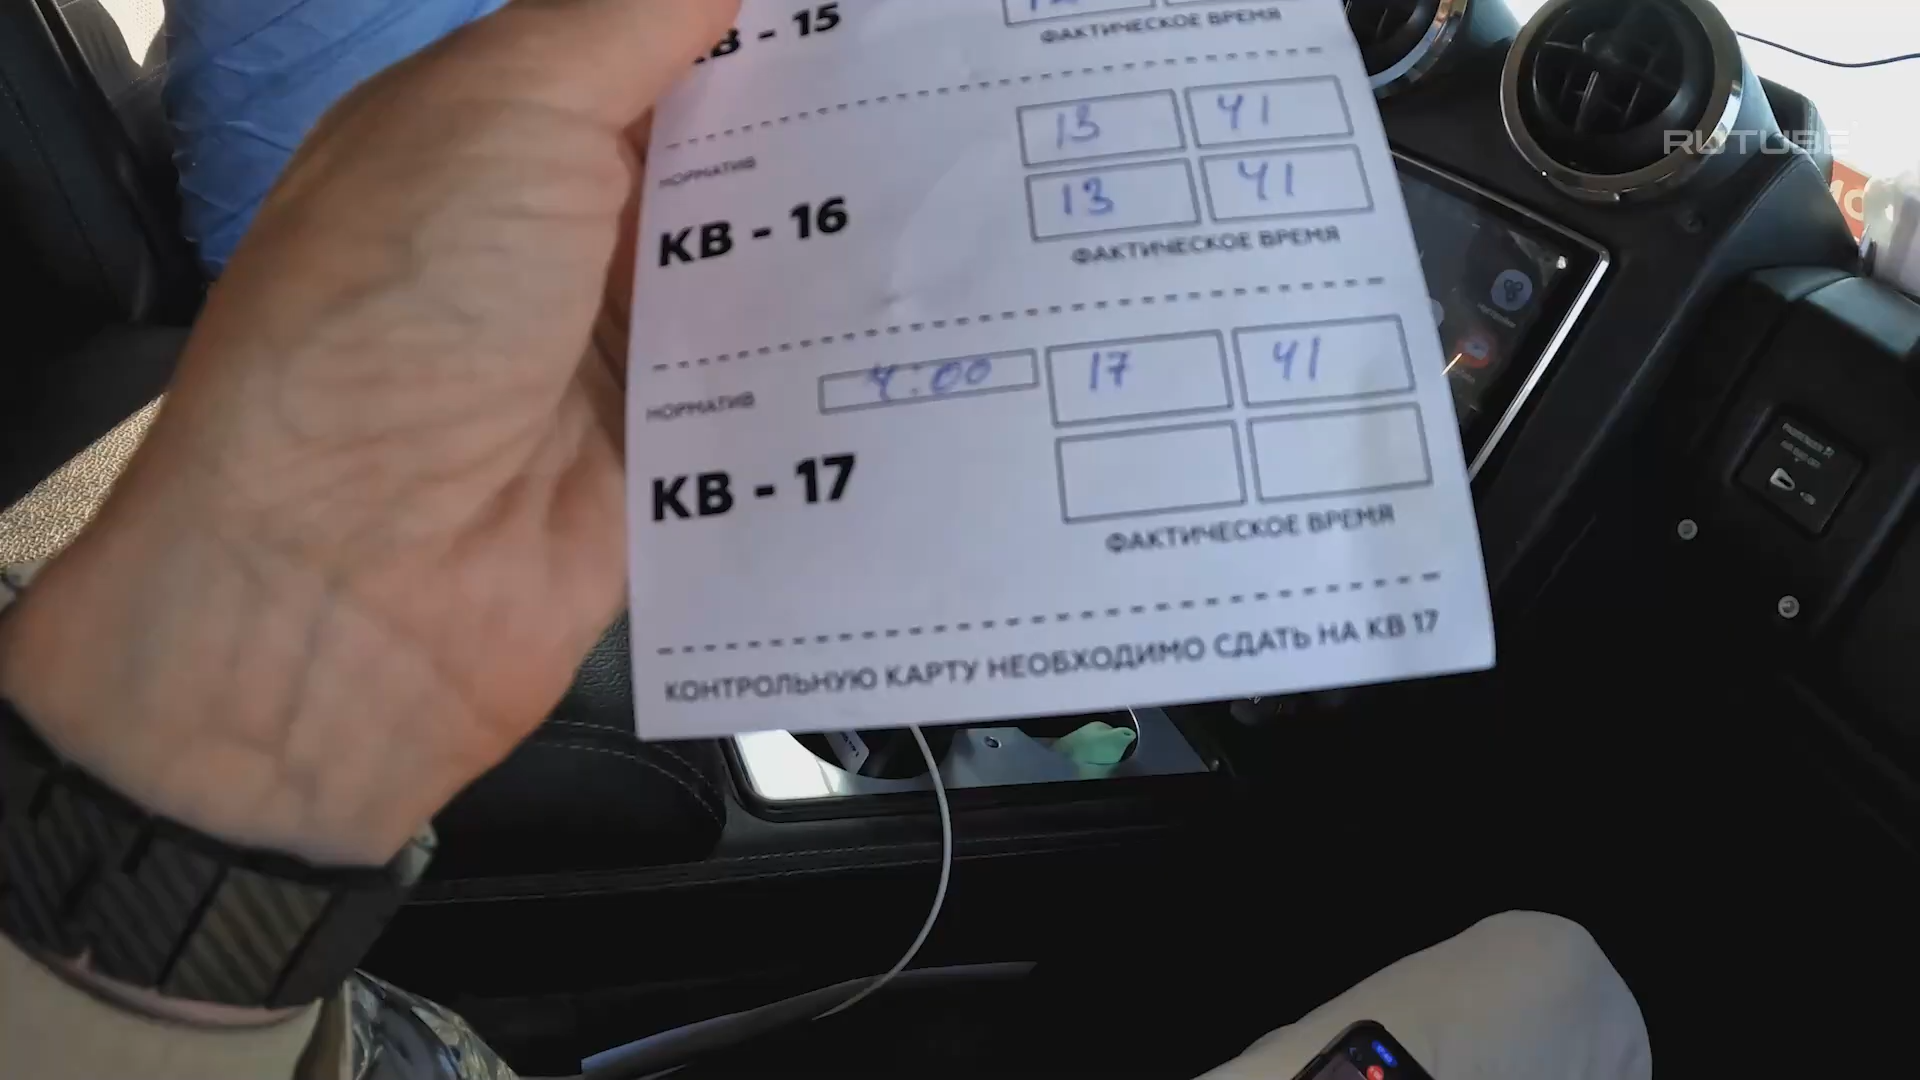 КВ - 15
ФАКТИЧЕСКОЕ ВРЕМЯ
13 41
НОРМАТИВ
КВ - 16
13 41
ФАКТИЧЕСКОЕ ВРЕМЯ
НОРМАТИВ 4:00 17 41
КВ - 17
ФАКТИЧЕСКОЕ ВРЕМЯ
КОНТРОЛЬНУЮ КАРТУ НЕОБХОДИМО СДАТЬ НА КВ 17
RUTUBE